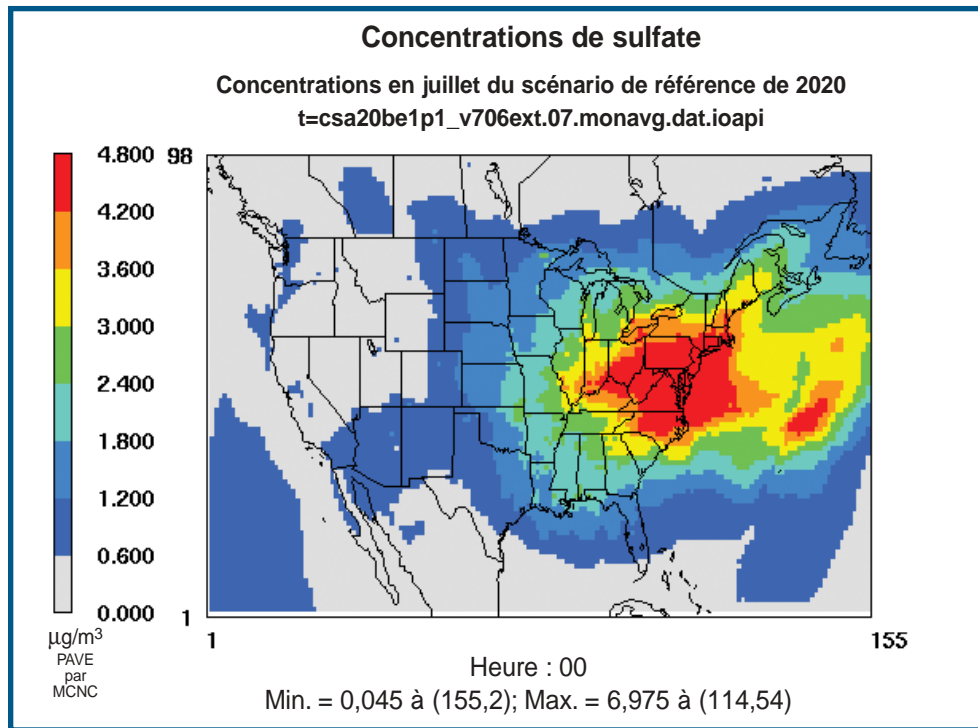 Concentrations de sulfate
Concentrations en juillet du scénario de référence de 2020
t=csa20be1p1_v706ext.07.monavg.dat.ioapi
4.800
4.200
3.600
3.000
2.400
1.800
1.200
0.600
0.000
µg/m³
PAVE
par
MCNC
98
1
1
155
Heure : 00
Min. = 0,045 à (155,2); Max. = 6,975 à (114,54)